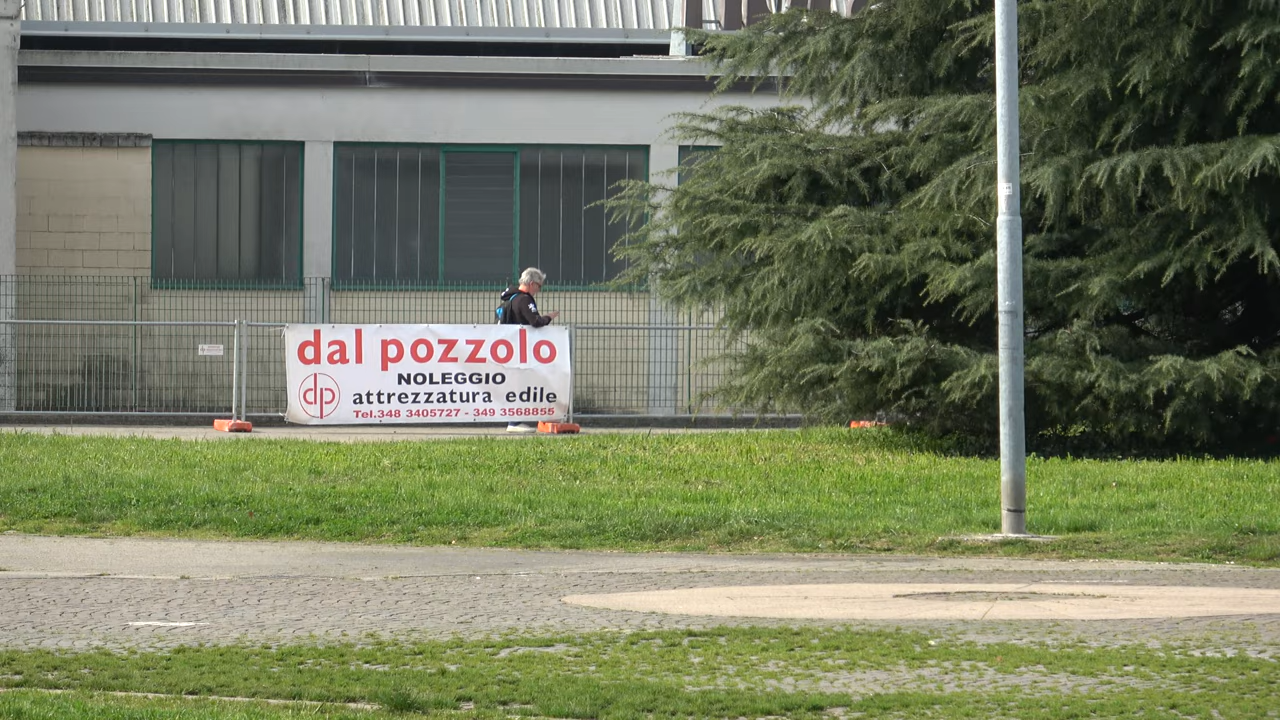 dal pozzolo
NOLEGGIO
dp attrezzatura edile
Tel.348 3405727 - 349 3568855